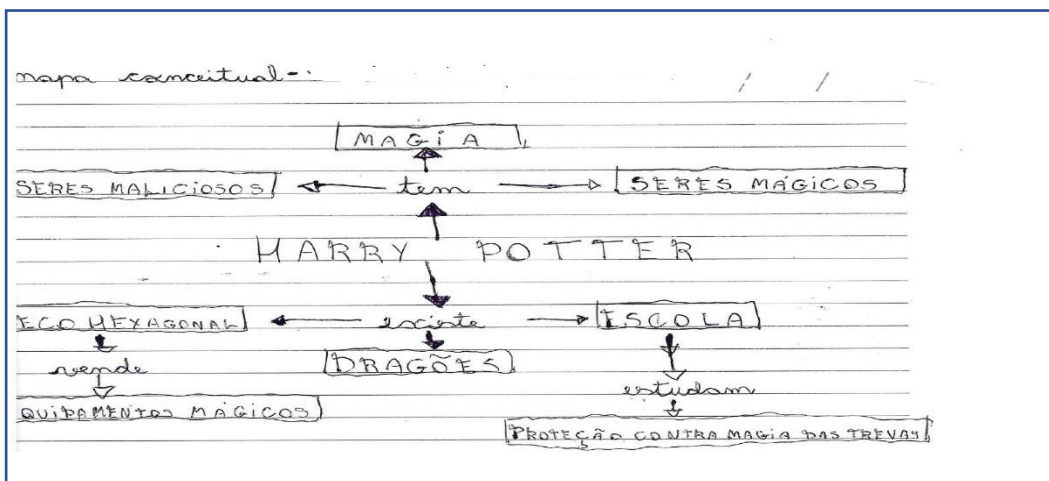 mapa conceitual-:
/ /
MAGIA
SERES MALICIOSOS tem SERES MÁGICOS
HARRY POTTER
ECO HEXAGONAL existe ESCOLA
vende DRAGÕES
estudam
QUIPAMENTOS MÁGICOS
PROTEÇÃO CONTRA MAGIA DAS TREVAS